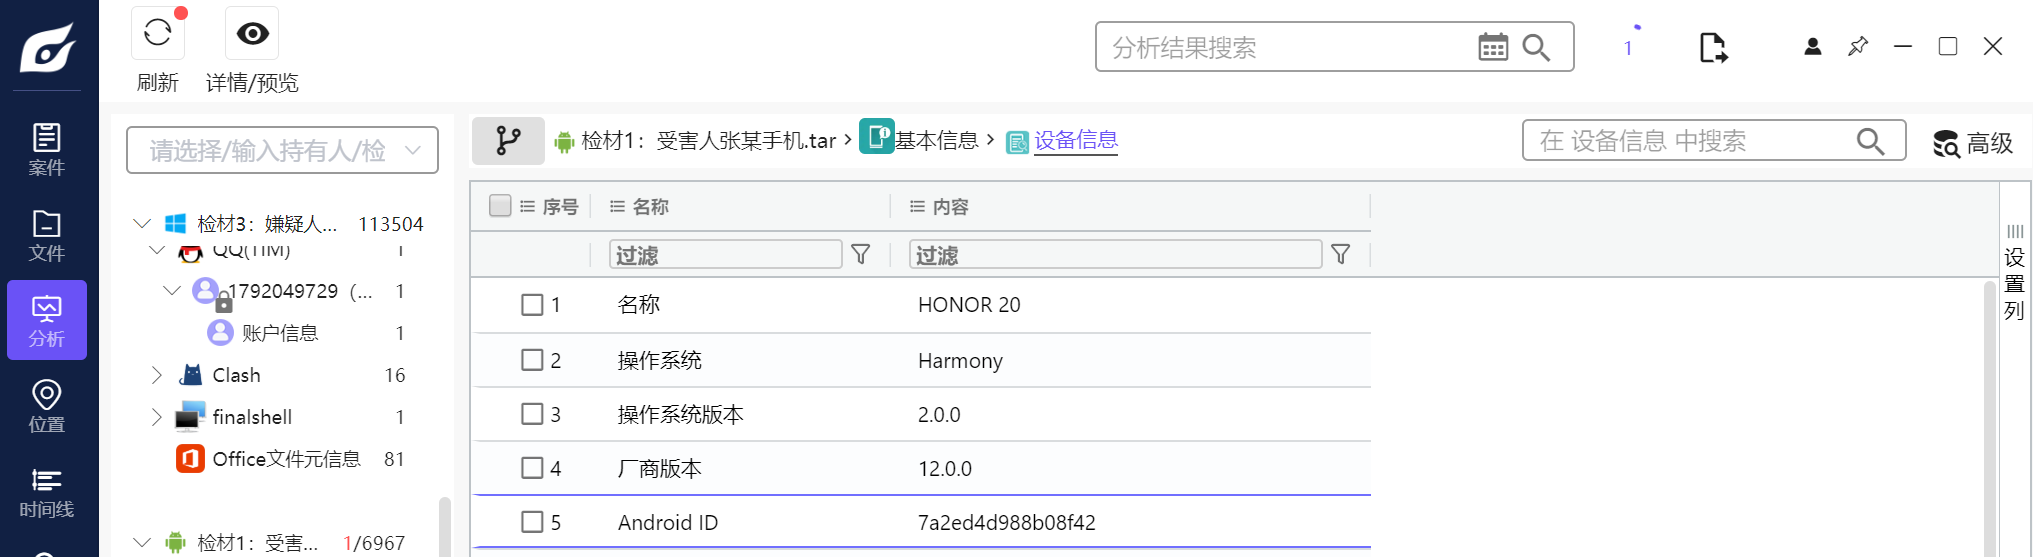 刷新
详情/预览
分析结果搜索
1
案件
文件
分析
位置
时间线
请选择/输入持有人/检
检材3：嫌疑人... 113504
QQ(TIM) 1
1792049729（... 1
账户信息 1
Clash 16
finalshell 1
Office文件元信息 81
检材1：受害... 1/6967
检材1：受害人张某手机.tar › 基本信息 › 设备信息
在 设备信息 中搜索
高级
序号 名称 内容
过滤 过滤
1 名称 HONOR 20
2 操作系统 Harmony
3 操作系统版本 2.0.0
4 厂商版本 12.0.0
5 Android ID 7a2ed4d988b08f42
设置列